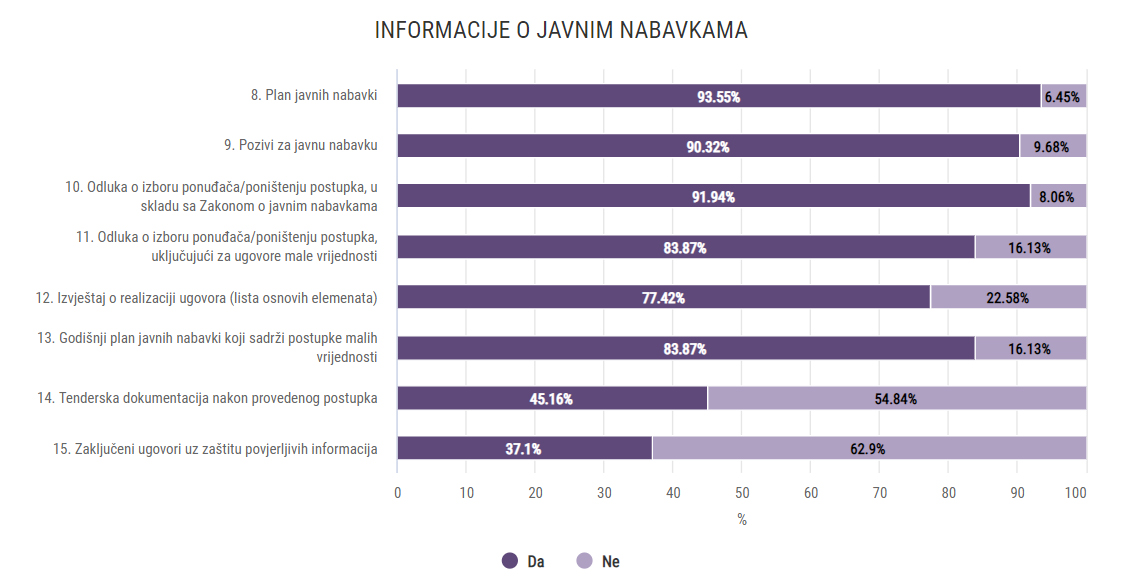 INFORMACIJE O JAVNIM NABAVKAMA
8. Plan javnih nabavki
93.55%
6.45%
9. Pozivi za javnu nabavku
90.32%
9.68%
10. Odluka o izboru ponuđača/poništenju postupka, u
skladu sa Zakonom o javnim nabavkama
91.94%
8.06%
11. Odluka o izboru ponuđača/poništenju postupka,
uključujući za ugovore male vrijednosti
83.87%
16.13%
12. Izvještaj o realizaciji ugovora (lista osnovih elemenata)
77.42%
22.58%
13. Godišnji plan javnih nabavki koji sadrži postupke malih
vrijednosti
83.87%
16.13%
14. Tenderska dokumentacija nakon provedenog postupka
45.16%
54.84%
15. Zaključeni ugovori uz zaštitu povjerljivih informacija
37.1%
62.9%
0 10 20 30 40 50 60 70 80 90 100
%
Da Ne